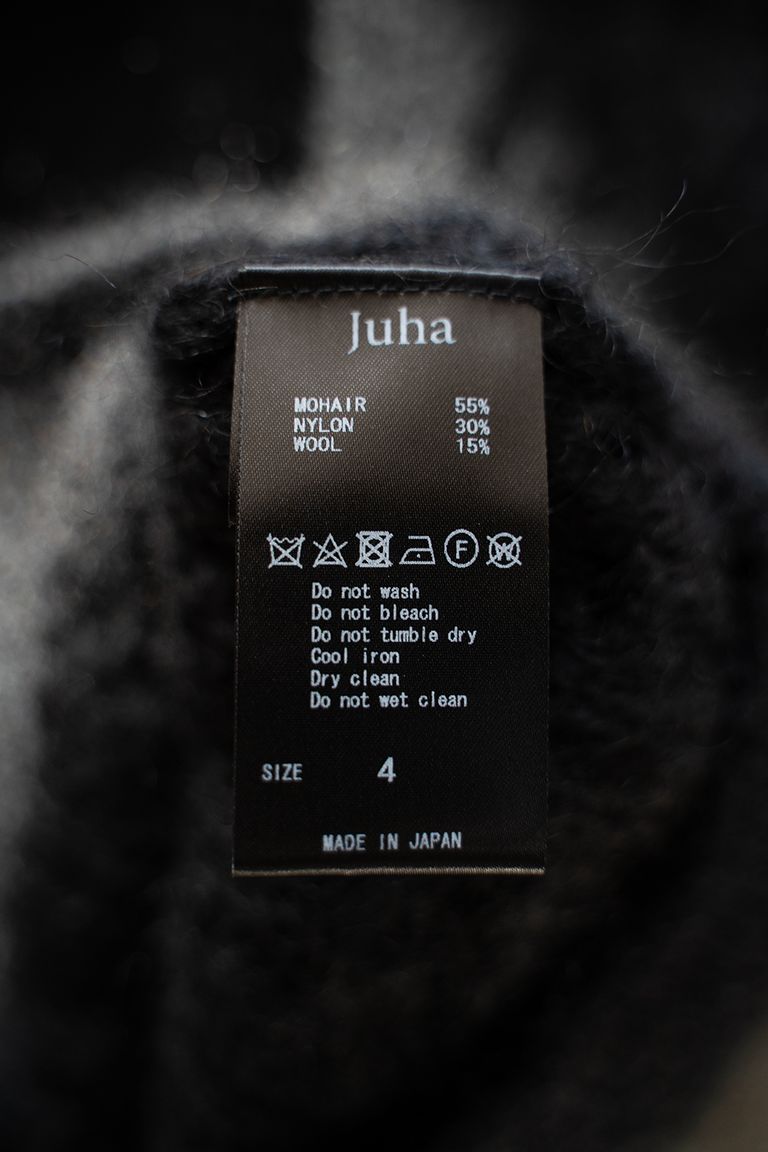 Juha
MOHAIR 55%
NYLON 30%
WOOL 15%
F W
Do not wash
Do not bleach
Do not tumble dry
Cool iron
Dry clean
Do not wet clean
SIZE 4
MADE IN JAPAN